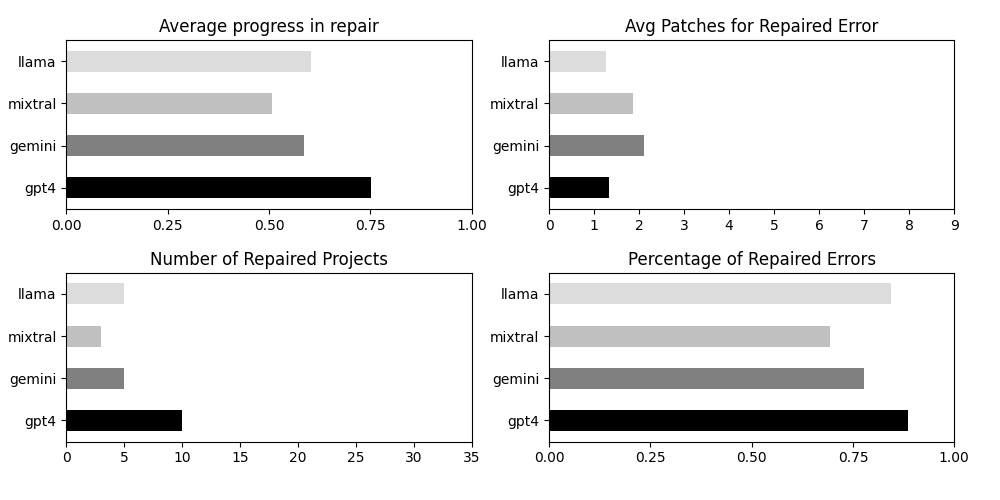 Average progress in repair
llama
mixtral
gemini
gpt4
0.00 0.25 0.50 0.75 1.00
Avg Patches for Repaired Error
llama
mixtral
gemini
gpt4
0 1 2 3 4 5 6 7 8 9
Number of Repaired Projects
llama
mixtral
gemini
gpt4
0 5 10 15 20 25 30 35
Percentage of Repaired Errors
llama
mixtral
gemini
gpt4
0.00 0.25 0.50 0.75 1.00